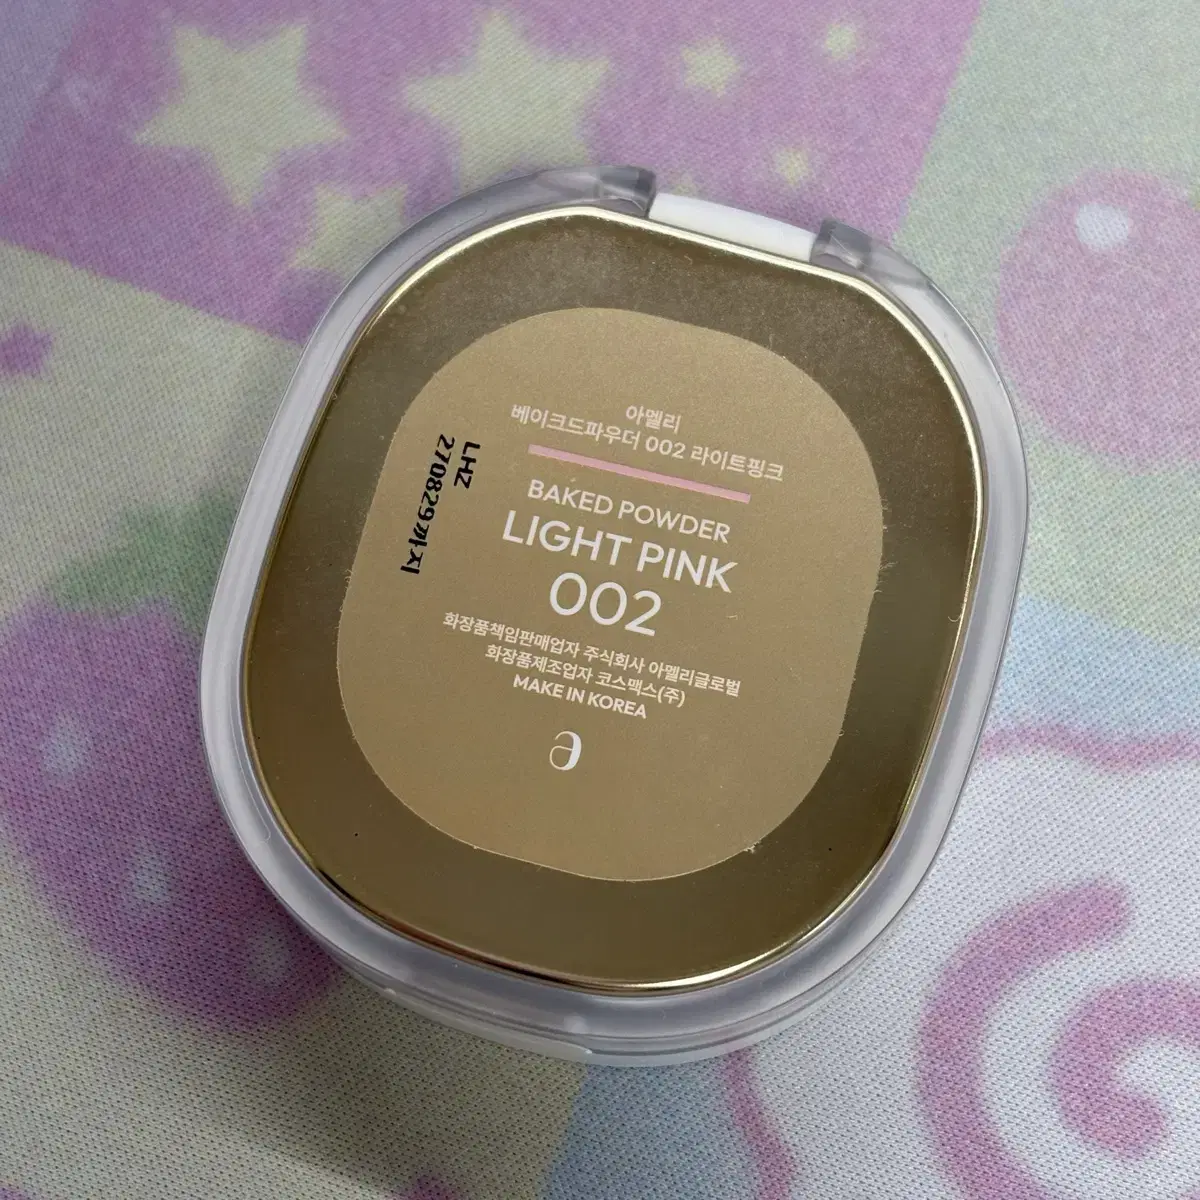 아멜리
베이크드파우더 002 라이트핑크
BAKED POWDER
LIGHT PINK
002
화장품책임판매업자 주식회사 아멜리글로벌
화장품제조업자 코스맥스(주)
MAKE IN KOREA
LHZ
270829까지